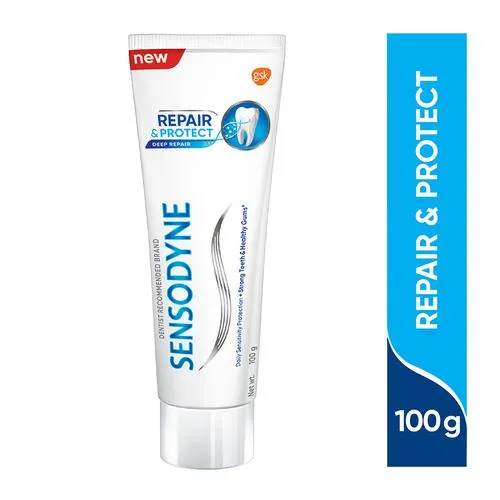 new
gsk
REPAIR
& PROTECT
DEEP REPAIR
DENTIST RECOMMENDED BRAND
SENSODYNE
Daily Sensitivity Protection • Strong Teeth & Healthy Gums*
Net wt. 100 g
REPAIR & PROTECT
100g